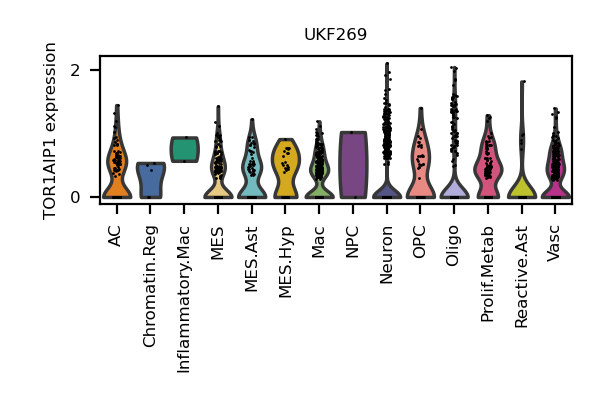 UKF269
TOR1AIP1 expression
2
0
AC
Chromatin.Reg
Inflammatory.Mac
MES
MES.Ast
MES.Hyp
Mac
NPC
Neuron
OPC
Oligo
Prolif.Metab
Reactive.Ast
Vasc